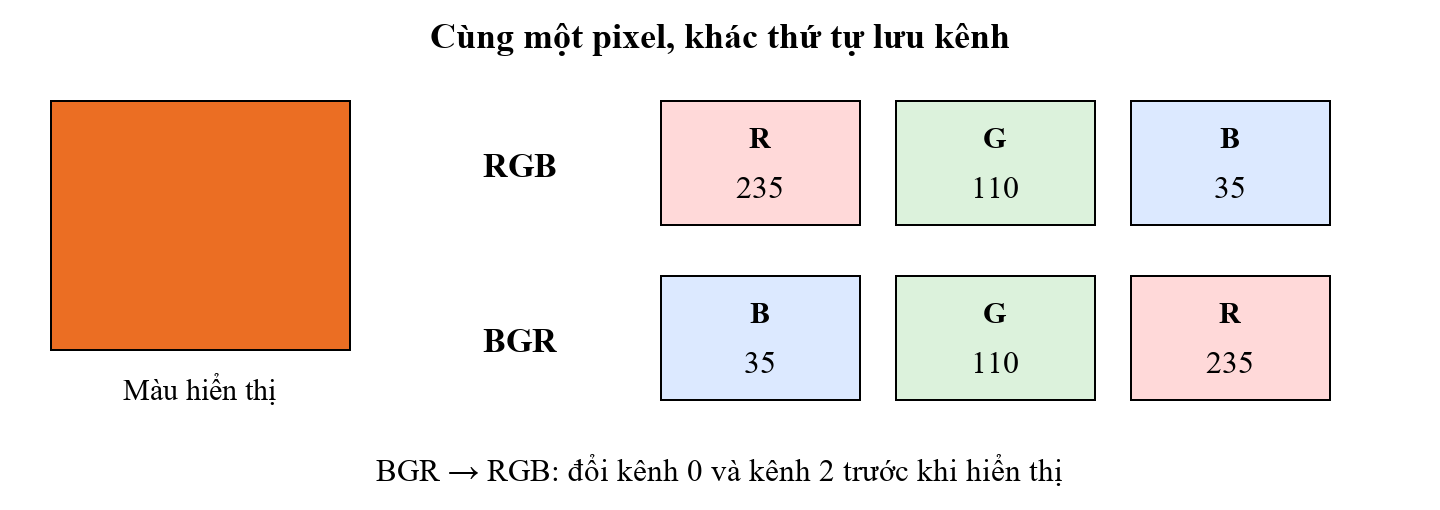 Cùng một pixel, khác thứ tự lưu kênh
RGB
R
235
G
110
B
35
BGR
B
35
G
110
R
235
Màu hiển thị
BGR → RGB: đổi kênh 0 và kênh 2 trước khi hiển thị